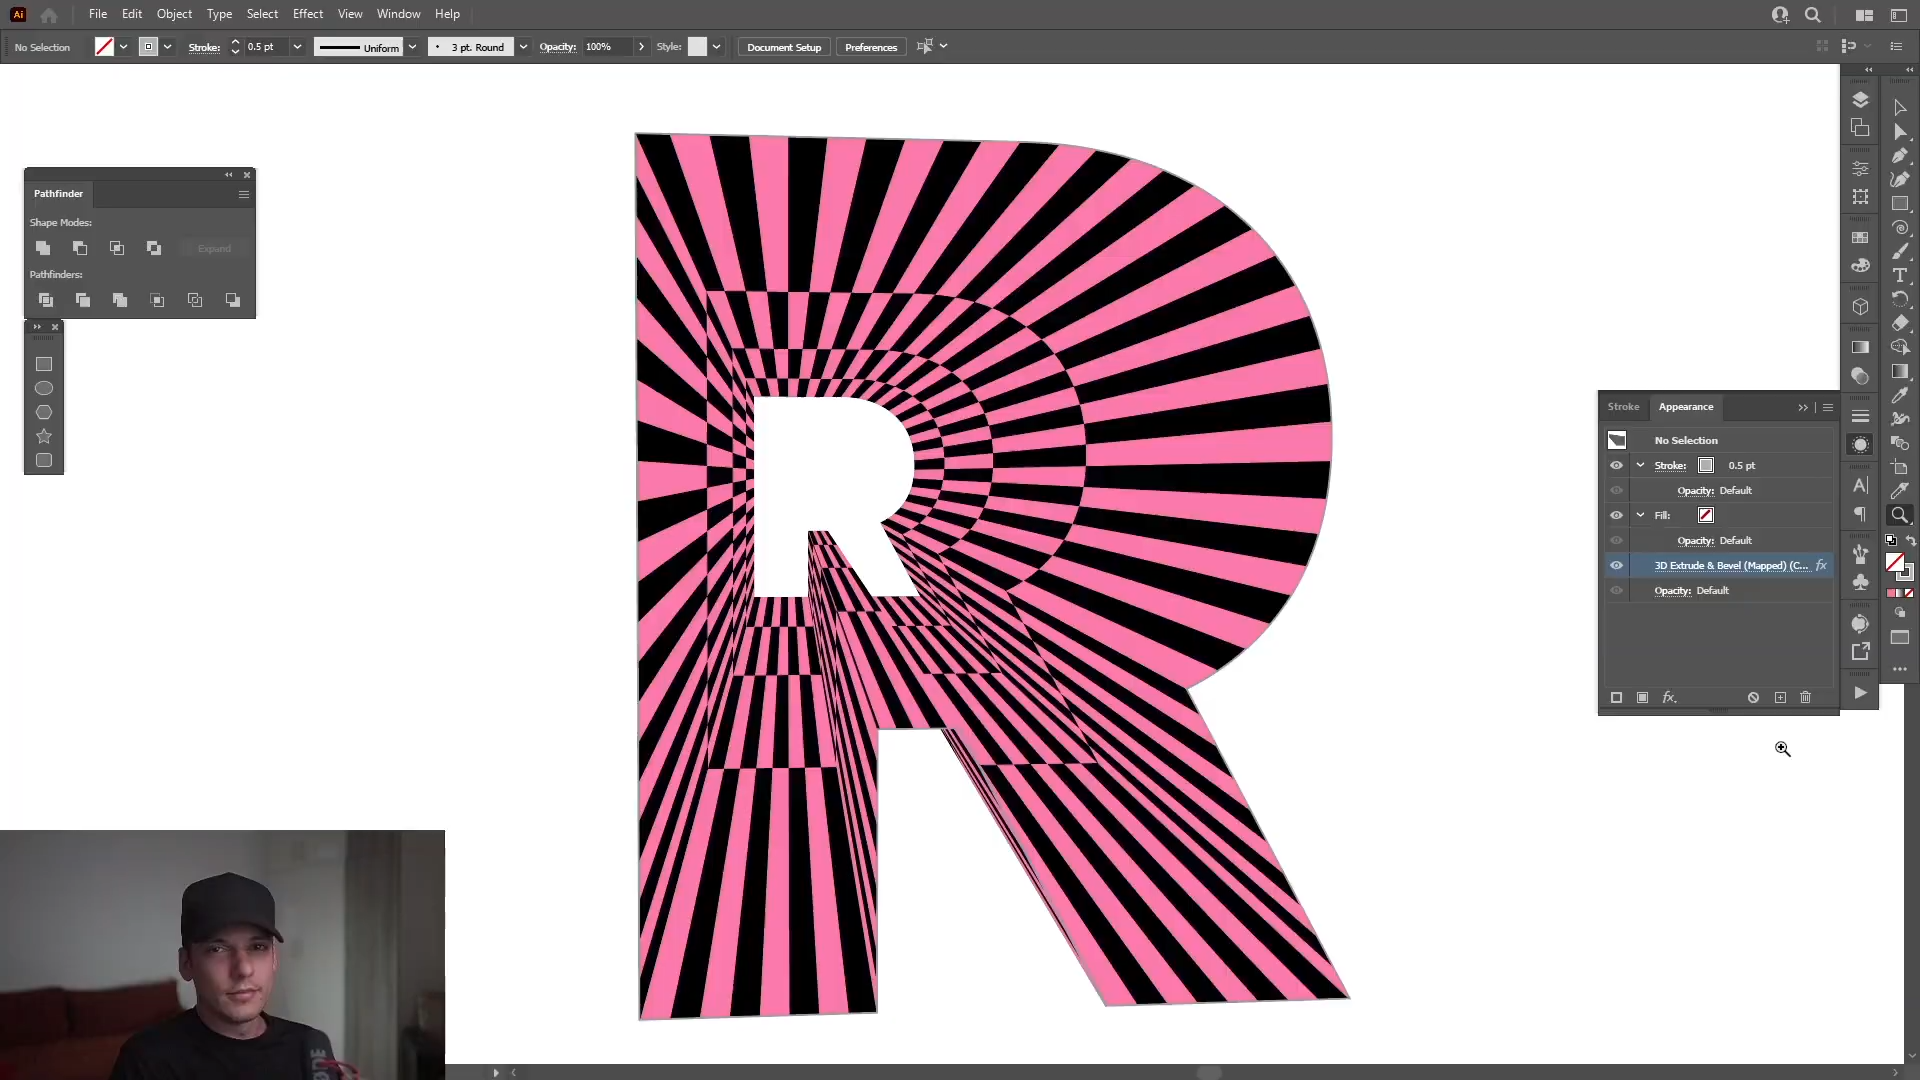 Ai File Edit Object Type Select Effect View Window Help
No Selection Stroke: 0.5 pt Uniform 3 pt. Round Opacity: 100% Style: Document Setup Preferences
Pathfinder
Shape Modes:
Expand
Pathfinders:
R
Stroke Appearance
No Selection
Stroke: 0.5 pt
Opacity: Default
Fill:
Opacity: Default
3D Extrude & Bevel (Mapped) (C... fx
Opacity: Default
fx.
RØDE